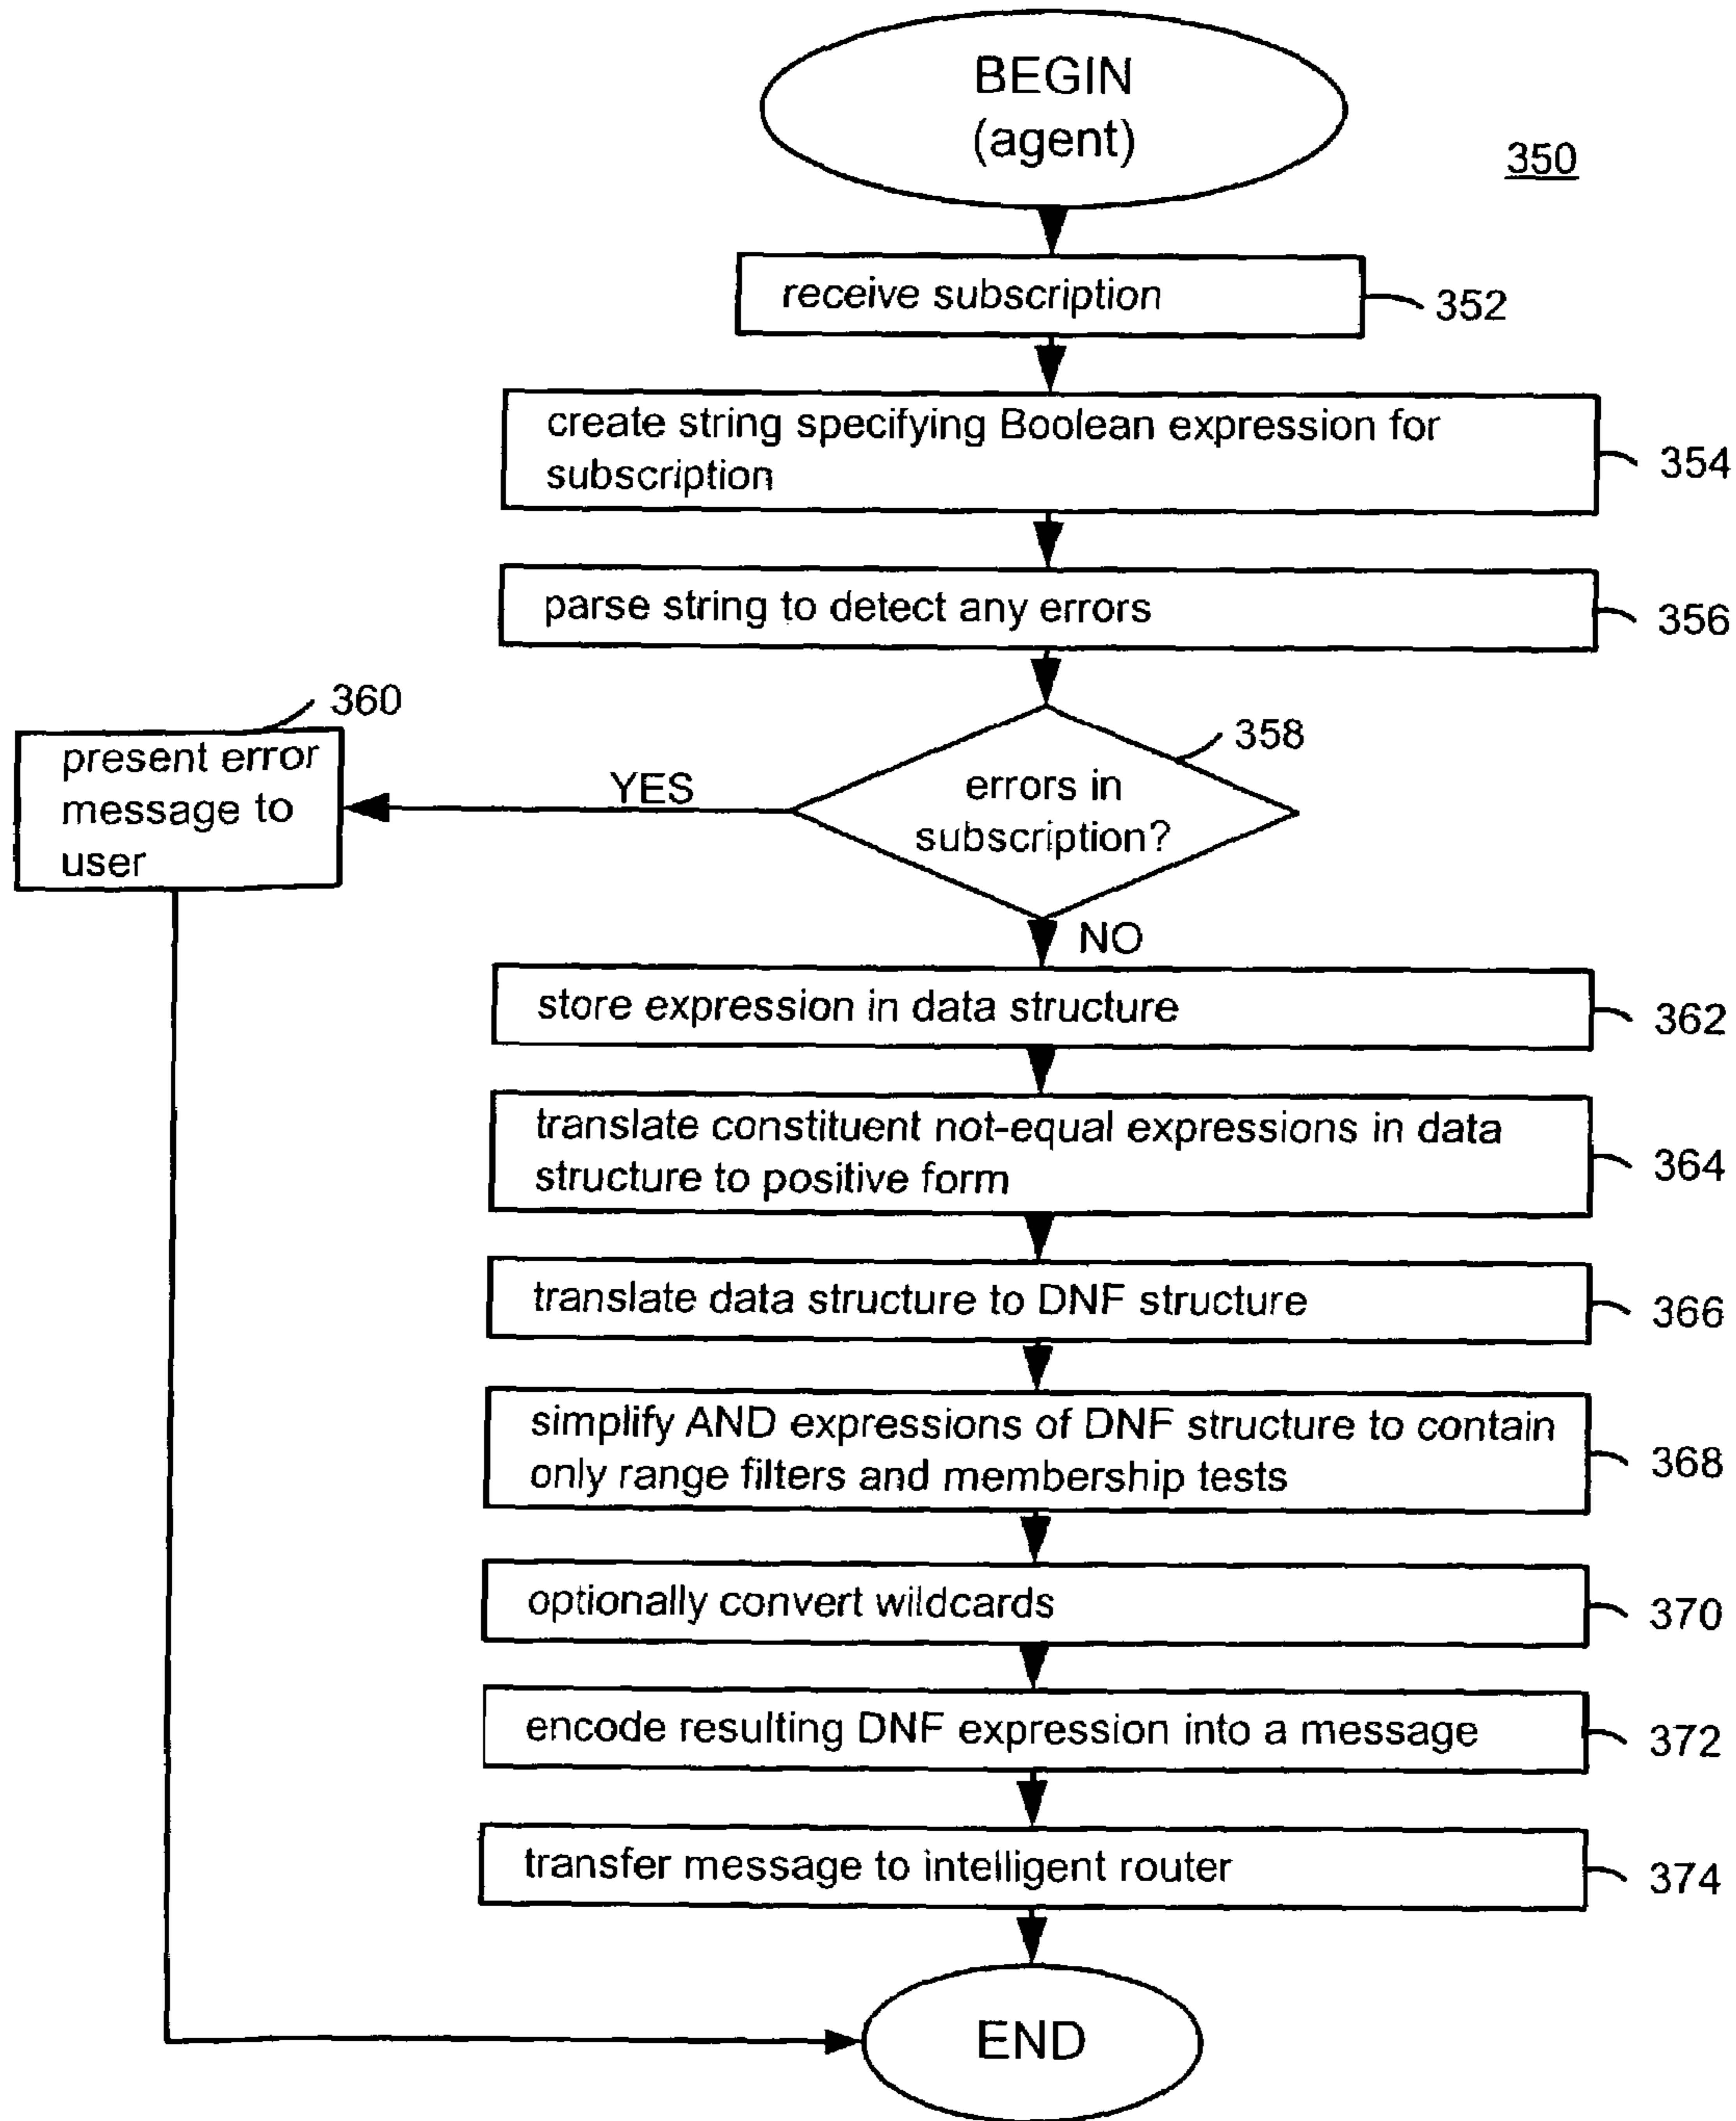 BEGIN
(agent)
350
receive subscription
352
create string specifying Boolean expression for
subscription
354
parse string to detect any errors
356
360
present error
message to
user
YES
358
errors in
subscription?
NO
store expression in data structure
362
translate constituent not-equal expressions in data
structure to positive form
364
translate data structure to DNF structure
366
simplify AND expressions of DNF structure to contain
only range filters and membership tests
368
optionally convert wildcards
370
encode resulting DNF expression into a message
372
transfer message to intelligent router
374
END